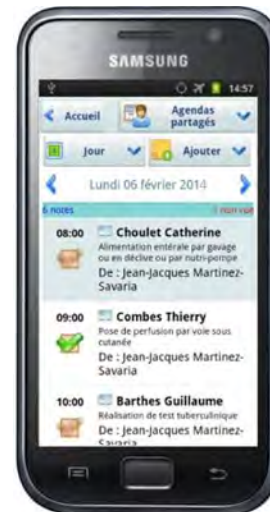 SAMSUNG
14:57
Accueil
Agendas
partagés
Jour
Ajouter
Lundi 06 février 2014
6 notes
1 non vue
08:00 Choulet Catherine
Alimentation entérale par gavage
ou en déclive ou par nutri-pompe
De : Jean-Jacques Martinez-
Savaria
09:00 Combes Thierry
Pose de perfusion par voie sous
cutanée
De : Jean-Jacques Martinez-
Savaria
10:00 Barthes Guillaume
Réalisation de test tuberculinique
De : Jean-Jacques Martinez-
Savaria